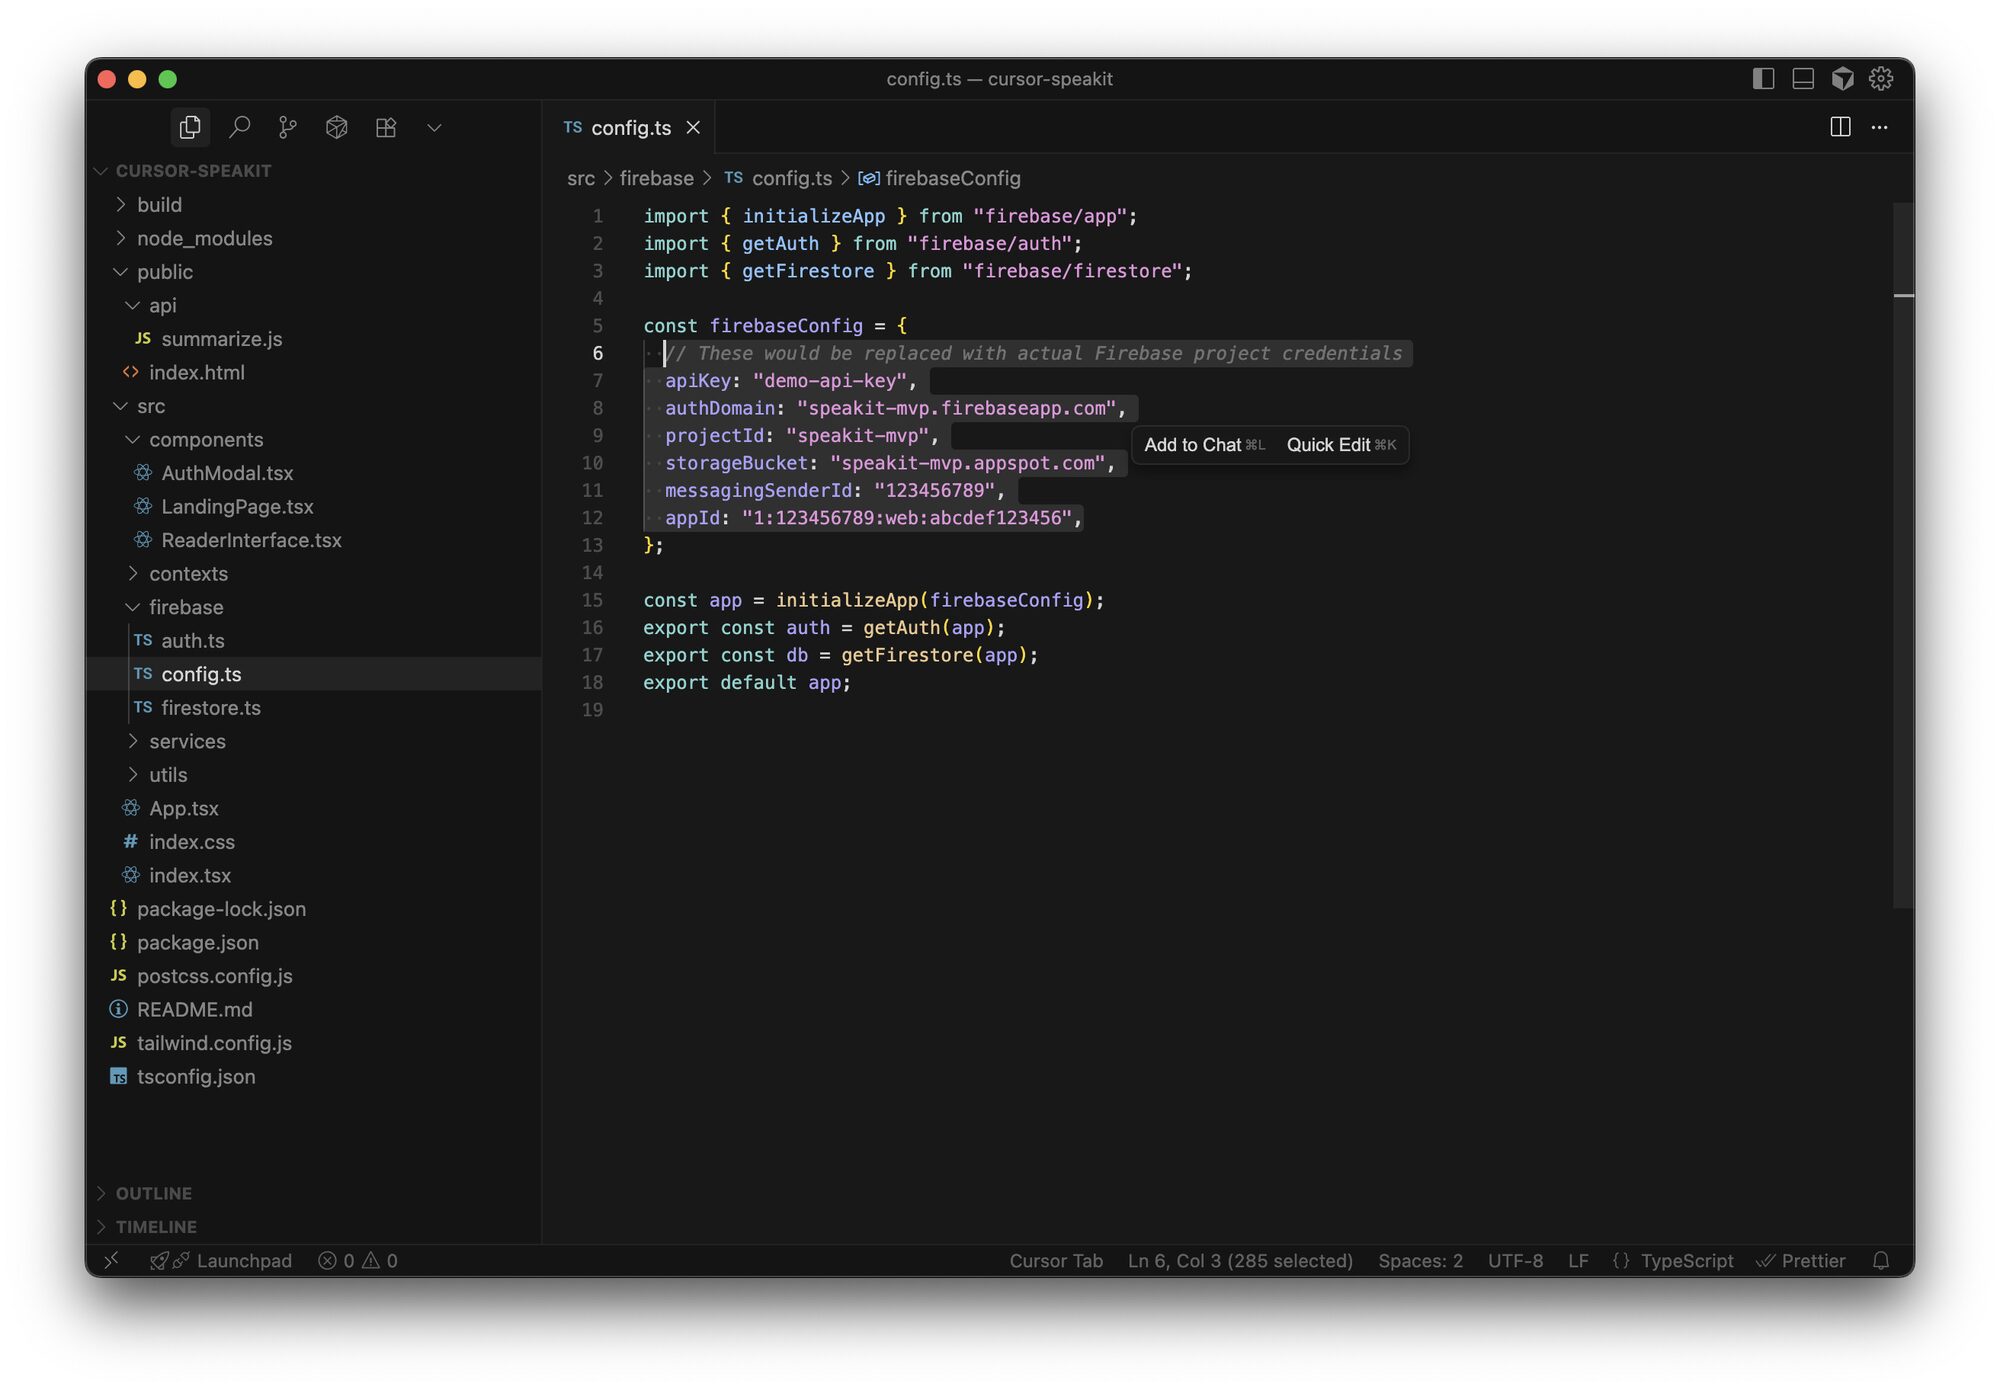 config.ts — cursor-speakit
CURSOR-SPEAKIT
build
node_modules
public
api
JS summarize.js
<> index.html
src
components
AuthModal.tsx
LandingPage.tsx
ReaderInterface.tsx
contexts
firebase
TS auth.ts
TS config.ts
TS firestore.ts
services
utils
App.tsx
# index.css
index.tsx
{} package-lock.json
{} package.json
JS postcss.config.js
README.md
JS tailwind.config.js
TS tsconfig.json
OUTLINE
TIMELINE
TS config.ts
src > firebase > TS config.ts > firebaseConfig
1 import { initializeApp } from "firebase/app";
2 import { getAuth } from "firebase/auth";
3 import { getFirestore } from "firebase/firestore";
4
5 const firebaseConfig = {
6 // These would be replaced with actual Firebase project credentials
7 apiKey: "demo-api-key",
8 authDomain: "speakit-mvp.firebaseapp.com",
9 projectId: "speakit-mvp",
Add to Chat ⌘L Quick Edit ⌘K
10 storageBucket: "speakit-mvp.appspot.com",
11 messagingSenderId: "123456789",
12 appId: "1:123456789:web:abcdef123456",
13 };
14
15 const app = initializeApp(firebaseConfig);
16 export const auth = getAuth(app);
17 export const db = getFirestore(app);
18 export default app;
19
Launchpad 0 0 Cursor Tab Ln 6, Col 3 (285 selected) Spaces: 2 UTF-8 LF {} TypeScript Prettier